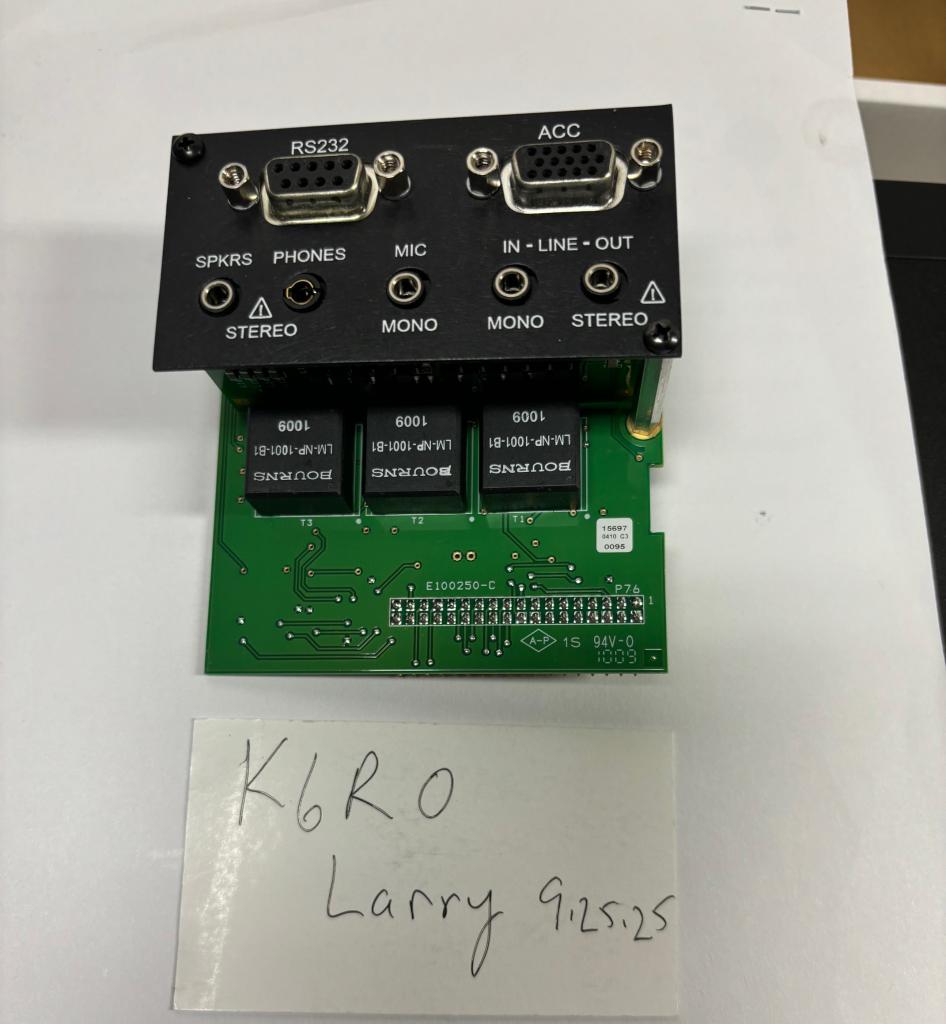 RS232
ACC
SPKRS PHONES MIC IN - LINE - OUT
STEREO MONO MONO STEREO
1009 1009 1009
LM-NP-1001-B1 LM-NP-1001-B1 LM-NP-1001-B1
BOURNS BOURNS BOURNS
T3 T2 T1
15697
0410 C3
0095
E100250-C P76
1
A-P 1S 94V-0
1009
K6RO
Larry 9.25.25